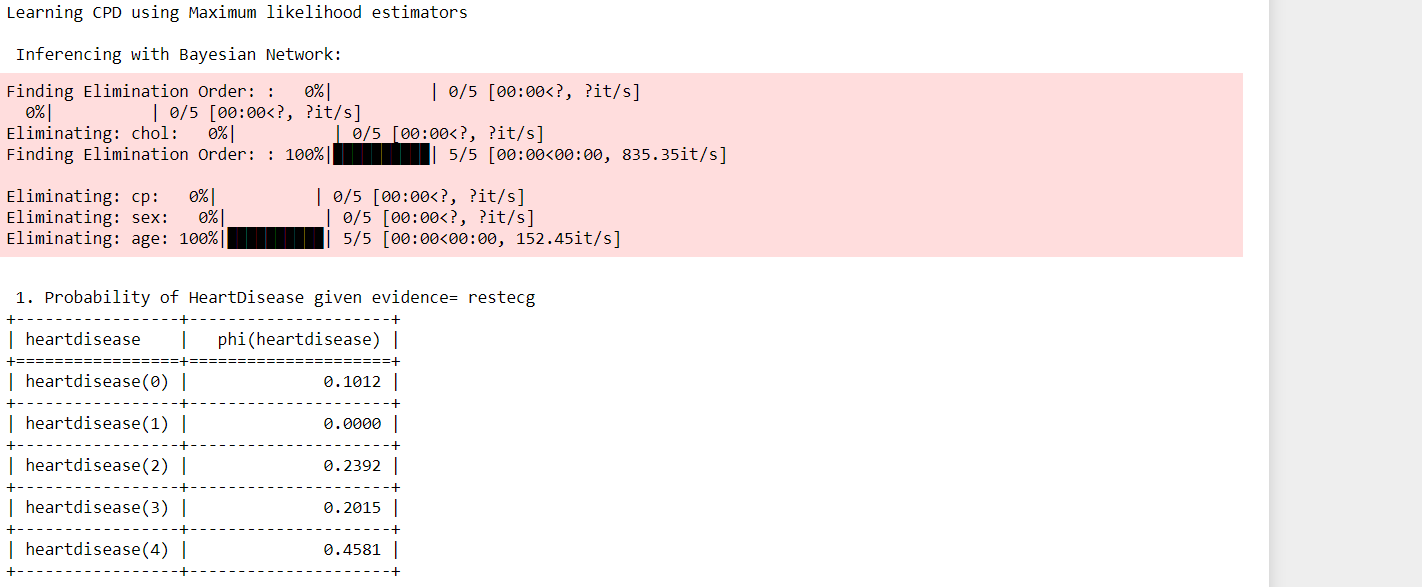 Learning CPD using Maximum likelihood estimators
Inferencing with Bayesian Network:
Finding Elimination Order: :   0%|          | 0/5 [00:00<?, ?it/s]
  0%|          | 0/5 [00:00<?, ?it/s]
Eliminating: chol:   0%|          | 0/5 [00:00<?, ?it/s]
Finding Elimination Order: : 100%|██████████| 5/5 [00:00<00:00, 835.35it/s]
Eliminating: cp:   0%|          | 0/5 [00:00<?, ?it/s]
Eliminating: sex:   0%|          | 0/5 [00:00<?, ?it/s]
Eliminating: age: 100%|██████████| 5/5 [00:00<00:00, 152.45it/s]
 1. Probability of HeartDisease given evidence= restecg
+-----------------+---------------------+
| heartdisease    |   phi(heartdisease) |
+=================+=====================+
| heartdisease(0) |              0.1012 |
+-----------------+---------------------+
| heartdisease(1) |              0.0000 |
+-----------------+---------------------+
| heartdisease(2) |              0.2392 |
+-----------------+---------------------+
| heartdisease(3) |              0.2015 |
+-----------------+---------------------+
| heartdisease(4) |              0.4581 |
+-----------------+---------------------+